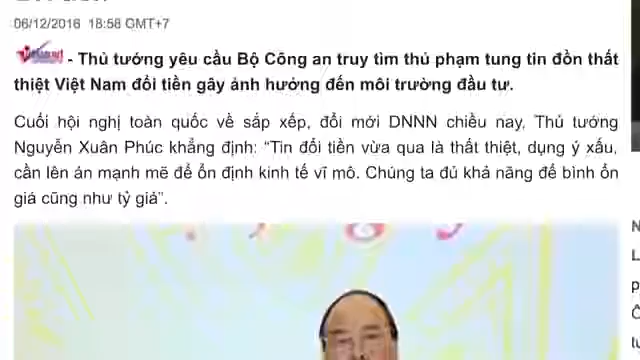 06/12/2016 18:58 GMT+7
- Thủ tướng yêu cầu Bộ Công an truy tìm thủ phạm tung tin đồn thất
thiệt Việt Nam đổi tiền gây ảnh hưởng đến môi trường đầu tư.
Cuối hội nghị toàn quốc về sắp xếp, đổi mới DNNN chiều nay, Thủ tướng
Nguyễn Xuân Phúc khẳng định: “Tin đổi tiền vừa qua là thất thiệt, dụng ý xấu,
cần lên án mạnh mẽ để ổn định kinh tế vĩ mô. Chúng ta đủ khả năng để bình ổn
giá cũng như tỷ giá”.